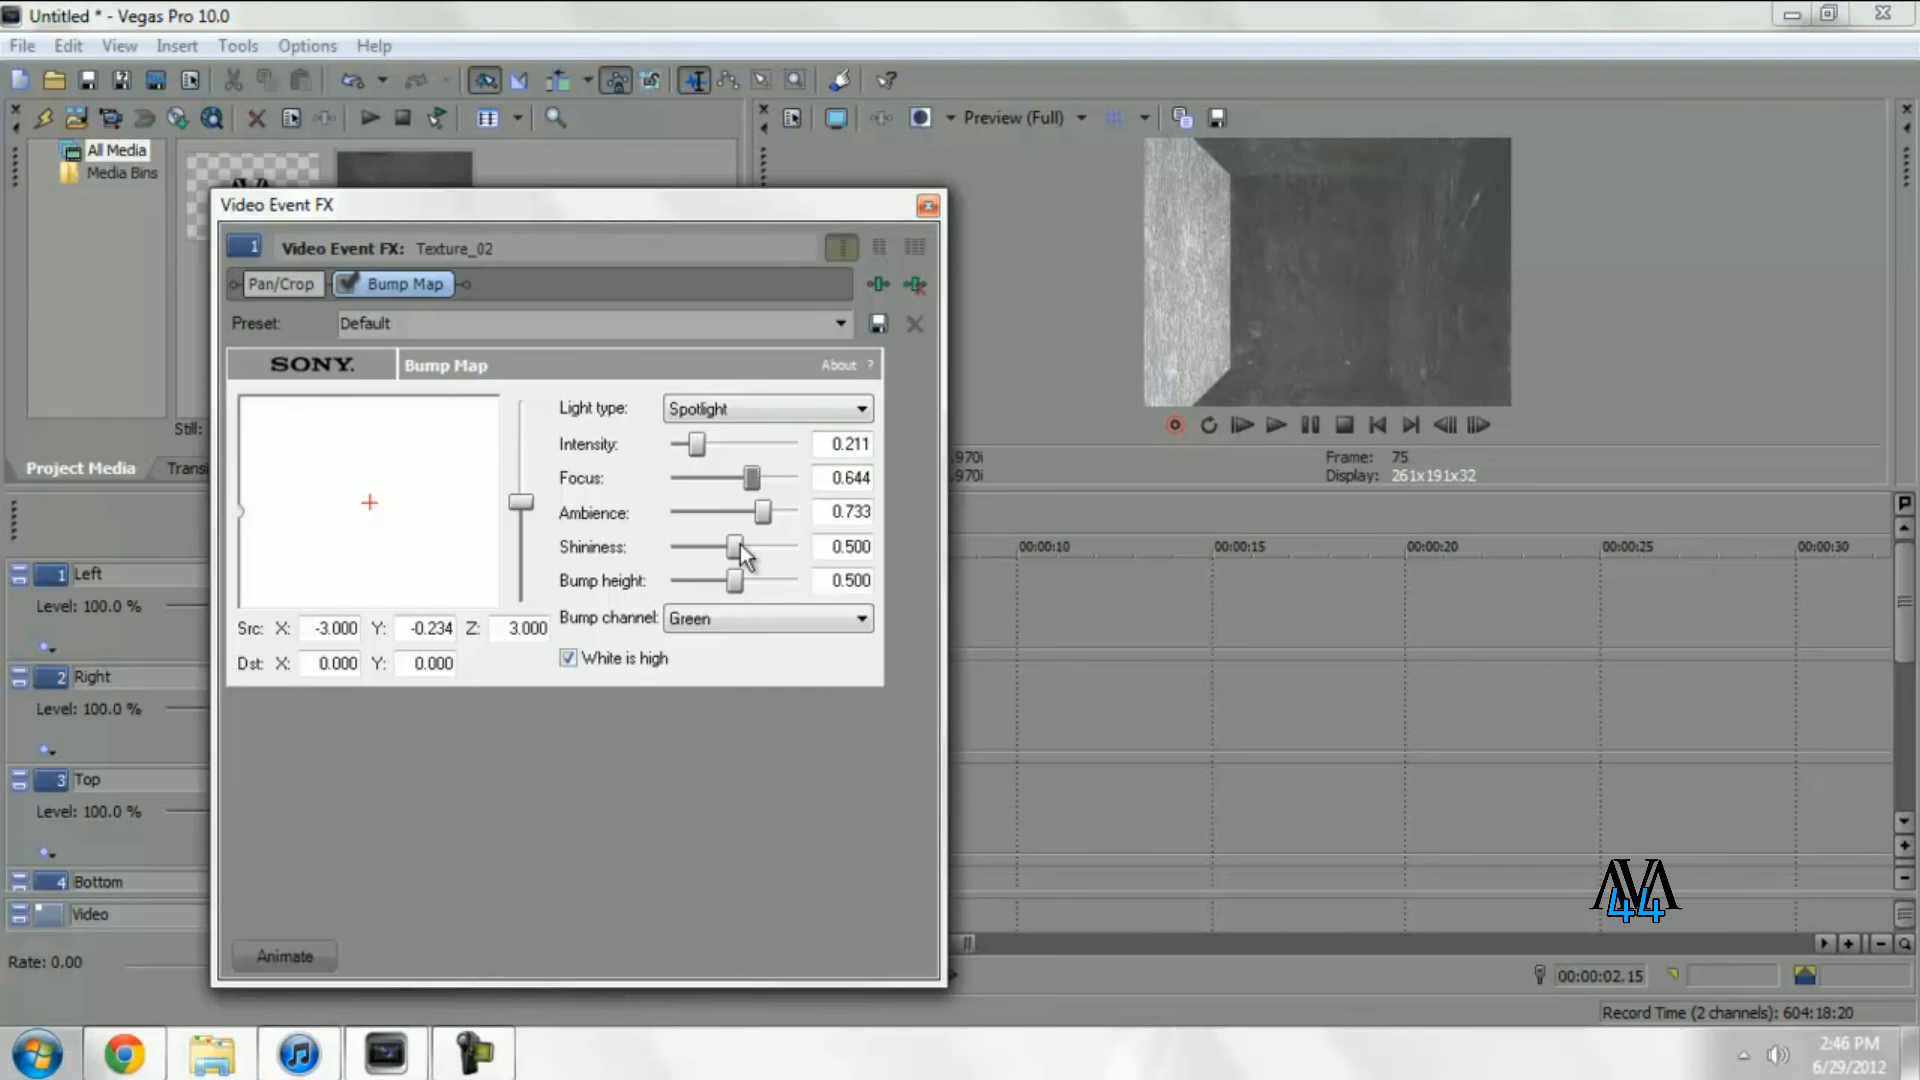 Untitled * - Vegas Pro 10.0
File Edit View Insert Tools Options Help
Preview (Full)
All Media
Media Bins
Video Event FX
1 Video Event FX: Texture_02
Pan/Crop Bump Map
Preset: Default
SONY. Bump Map About ?
Light type: Spotlight
Intensity: 0.211
Focus: 0.644
Ambience: 0.733
Shininess: 0.500
Bump height: 0.500
Bump channel: Green
White is high
Src: X: -3.000 Y: -0.234 Z: 3.000
Dst: X: 0.000 Y: 0.000
Animate
Still:
Project Media Transi
.970i
.970i
Frame: 75
Display: 261x191x32
00:00:10 00:00:15 00:00:20 00:00:25 00:00:30
1 Left
Level: 100.0 %
2 Right
Level: 100.0 %
3 Top
Level: 100.0 %
4 Bottom
Video
Rate: 0.00
44
00:00:02.15
Record Time (2 channels): 604:18:20
2:46 PM
6/29/2012